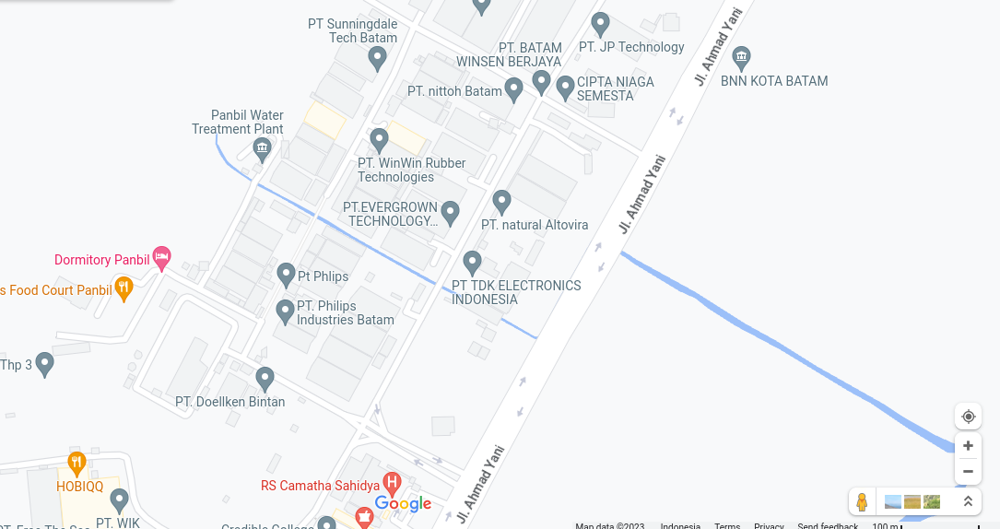 PT Sunningdale
Tech Batam
PT. BATAM
WINSEN BERJAYA
PT. JP Technology
Jl. Ahmad Yani
BNN KOTA BATAM
PT. nittoh Batam
CIPTA NIAGA
SEMESTA
Panbil Water
Treatment Plant
PT. WinWin Rubber
Technologies
PT.EVERGROWN
TECHNOLOGY...
PT. natural Altovira
Jl. Ahmad Yani
Dormitory Panbil
s Food Court Panbil
Pt Phlips
PT. Philips
Industries Batam
PT TDK ELECTRONICS
INDONESIA
Thp 3
PT. Doellken Bintan
HOBIQQ
RS Camatha Sahidya
Jl. Ahmad Yani
Google
PT. WIK
Credible College
Map data ©2023 Indonesia Terms Privacy Send feedback 100 m